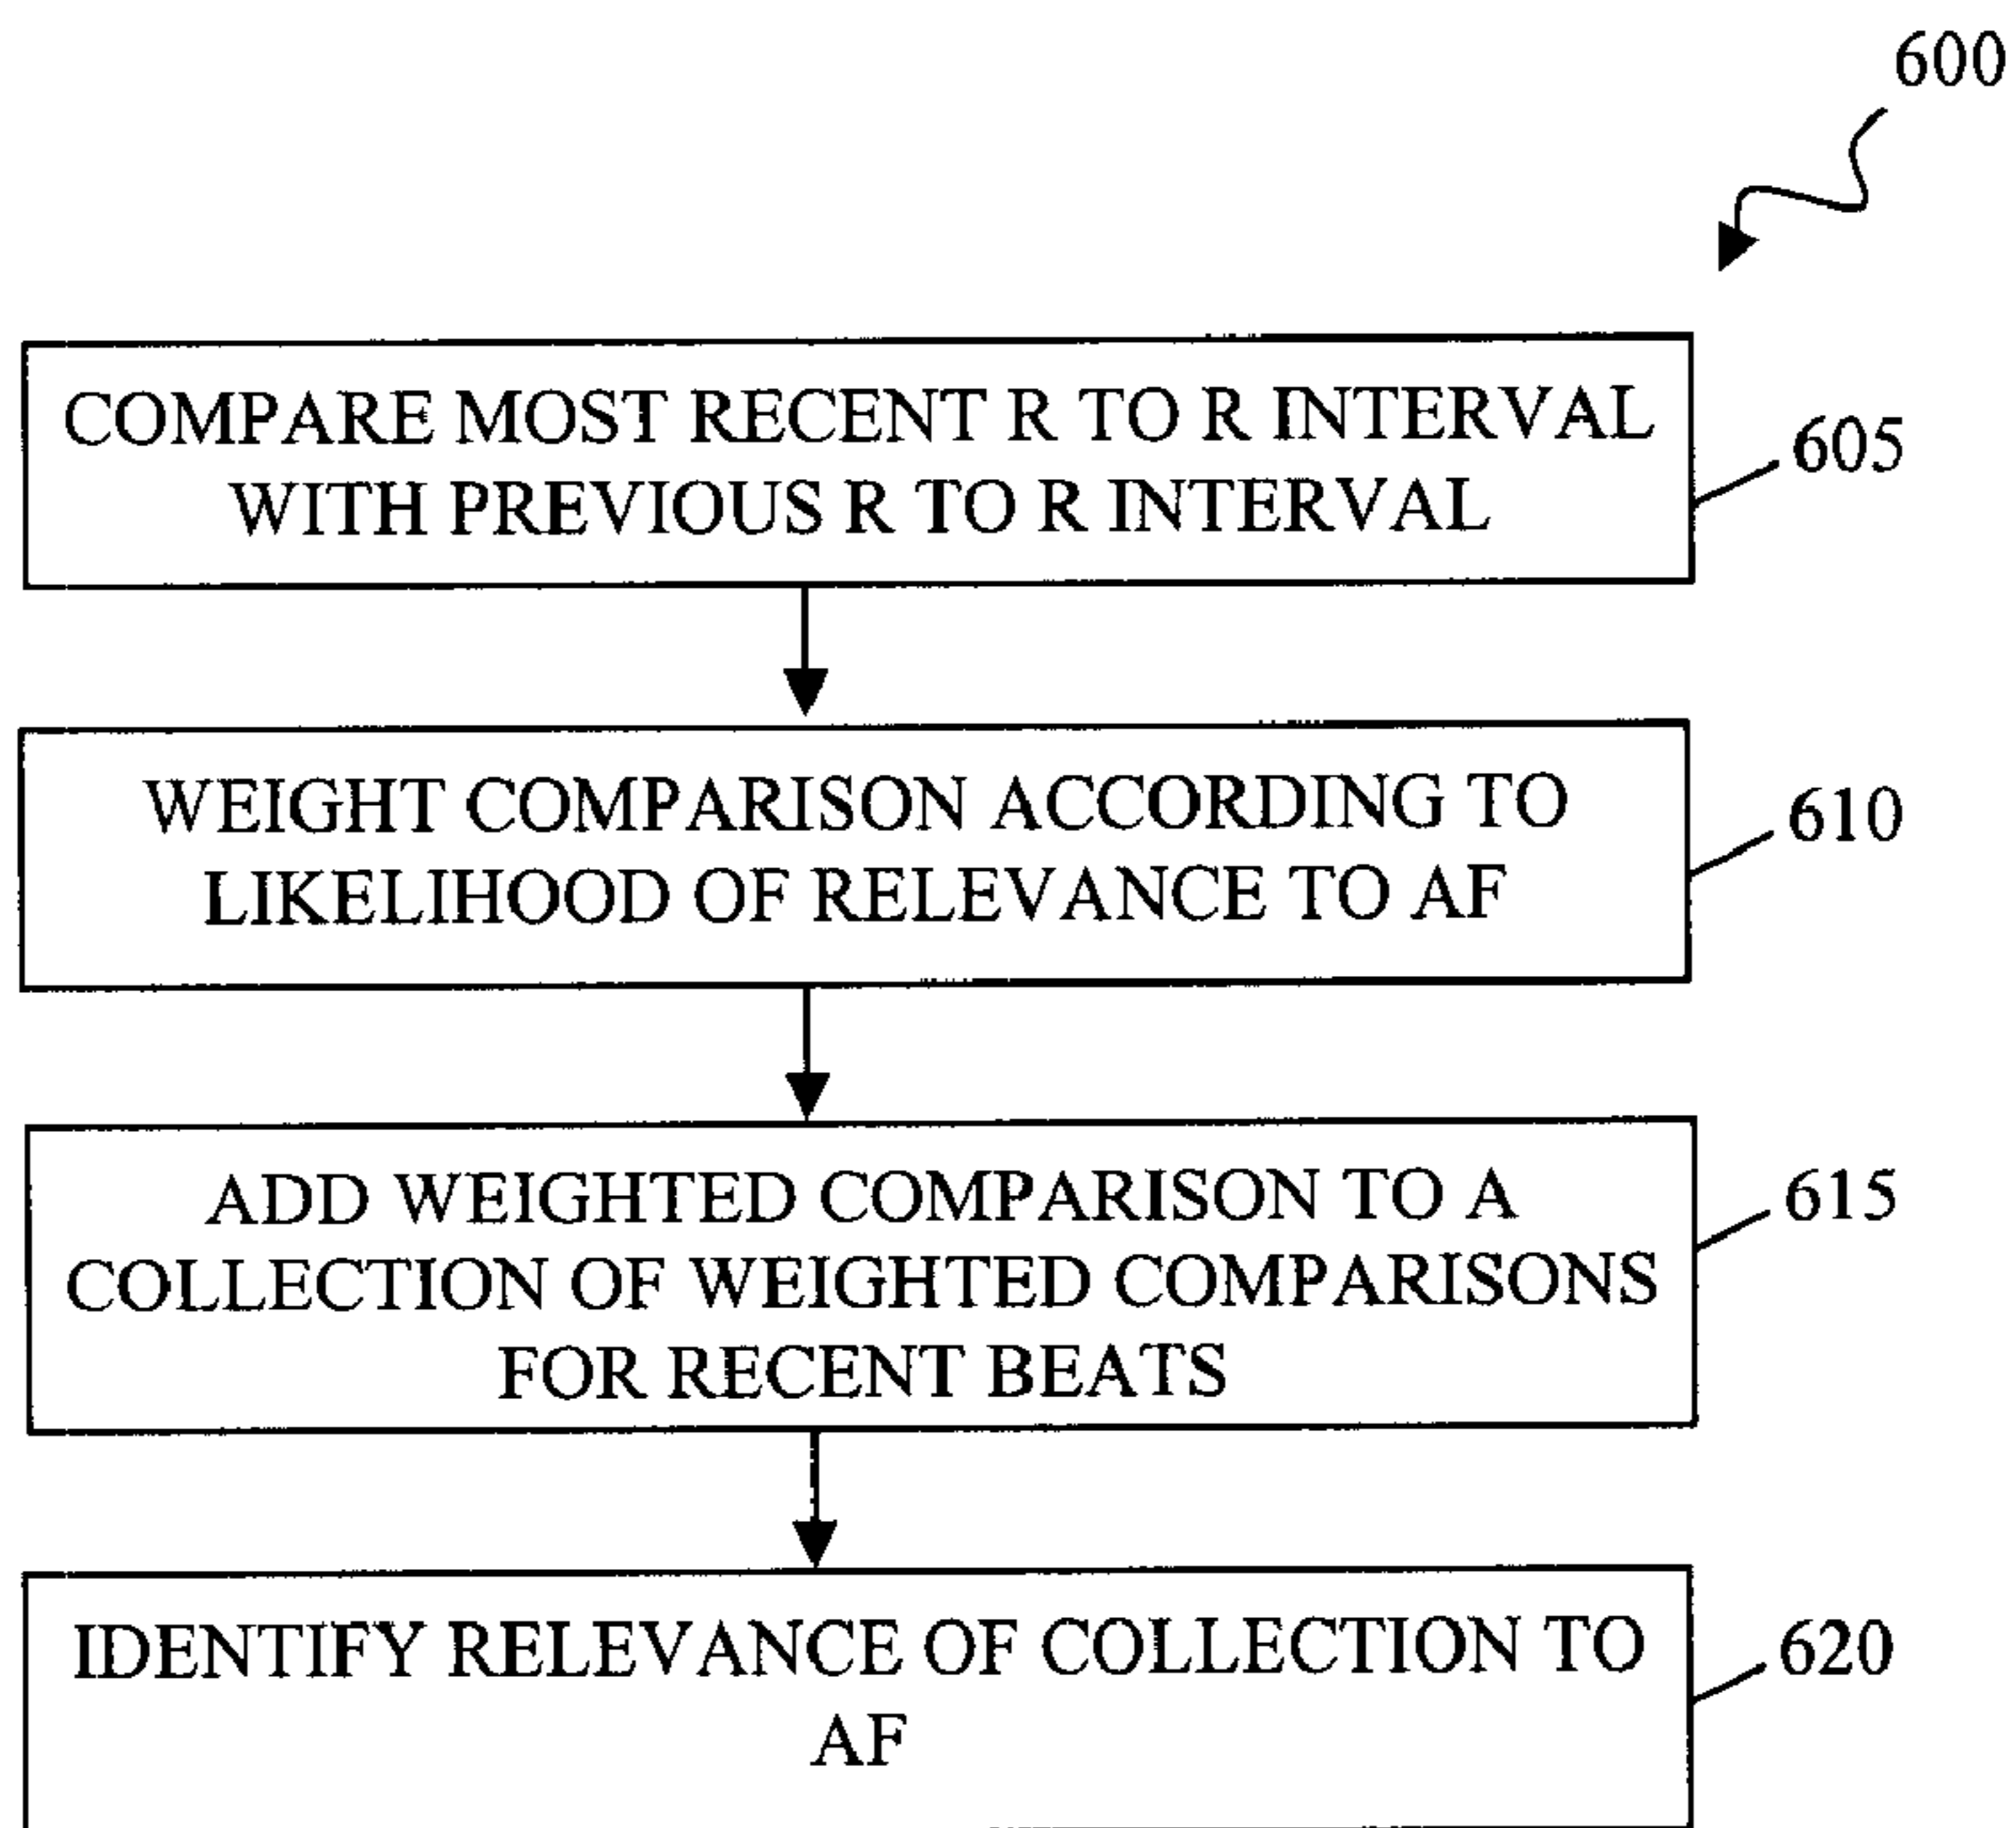 600
COMPARE MOST RECENT R TO R INTERVAL
WITH PREVIOUS R TO R INTERVAL
605
WEIGHT COMPARISON ACCORDING TO
LIKELIHOOD OF RELEVANCE TO AF
610
ADD WEIGHTED COMPARISON TO A
COLLECTION OF WEIGHTED COMPARISONS
FOR RECENT BEATS
615
IDENTIFY RELEVANCE OF COLLECTION TO
AF
620